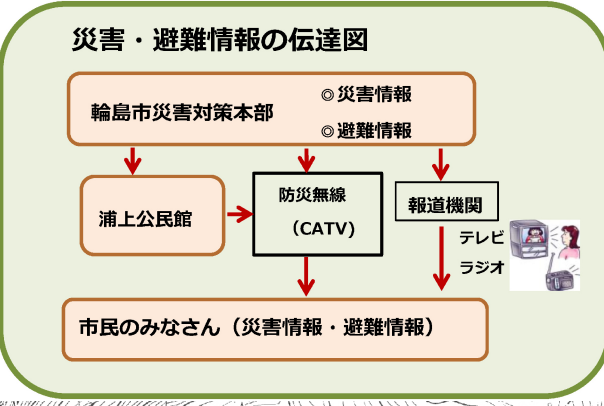 災害・避難情報の伝達図
輪島市災害対策本部
◎災害情報
◎避難情報
浦上公民館
防災無線
（CATV)
報道機関
テレビ
ラジオ
市民のみなさん（災害情報・避難情報）